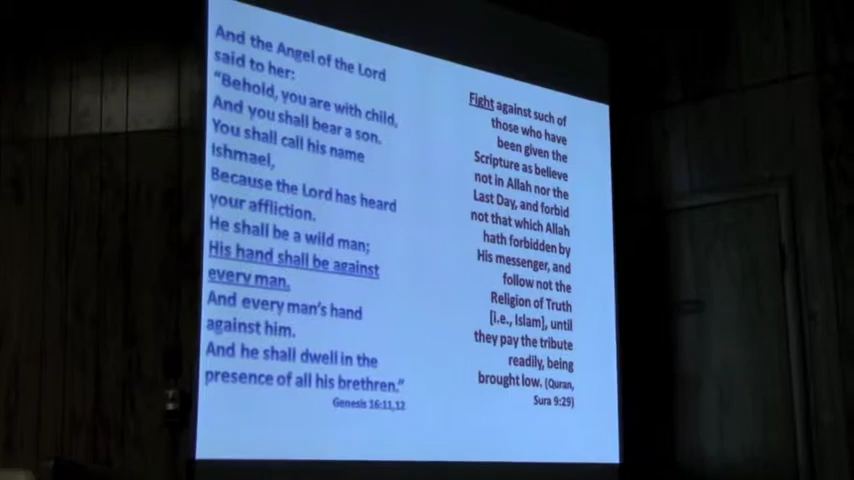 And the Angel of the Lord
said to her:
“Behold, you are with child,
And you shall bear a son.
You shall call his name
Ishmael,
Because the Lord has heard
your affliction.
He shall be a wild man;
His hand shall be against
every man.
And every man’s hand
against him.
And he shall dwell in the
presence of all his brethren.”
Genesis 16:11,12
Fight against such of
those who have
been given the
Scripture as believe
not in Allah nor the
Last Day, and forbid
not that which Allah
hath forbidden by
His messenger, and
follow not the
Religion of Truth
[i.e., Islam], until
they pay the tribute
readily, being
brought low. (Quran,
Sura 9:29)